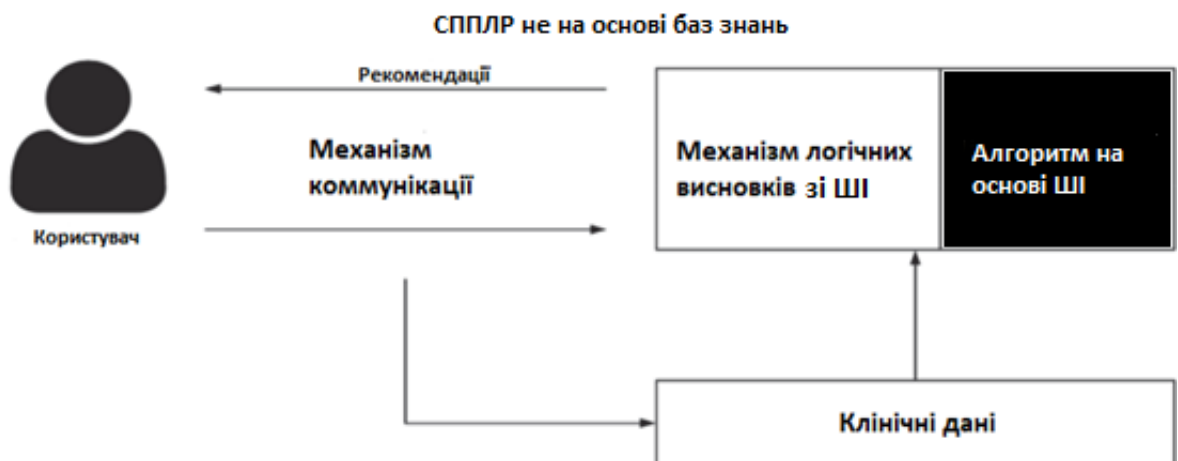 СППЛР не на основі баз знань
Рекомендації
Механізм
коммунікації
Користувач
Механізм логічних
висновків зі ШІ
Алгоритм на
основі ШІ
Клінічні дані